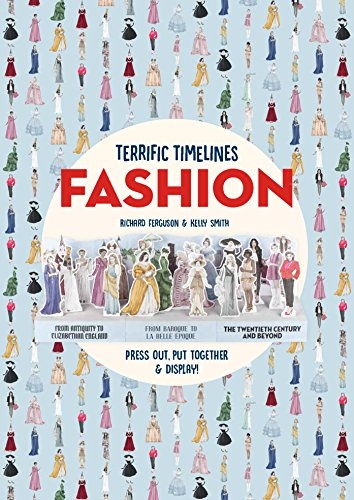 TERRIFIC TIMELINES
FASHION
RICHARD FERGUSON & KELLY SMITH
FROM ANTIQUITY TO
ELIZABETHAN ENGLAND
FROM BAROQUE TO
LA BELLE EPOQUE
THE TWENTIETH CENTURY
AND BEYOND
PRESS OUT, PUT TOGETHER
& DISPLAY!